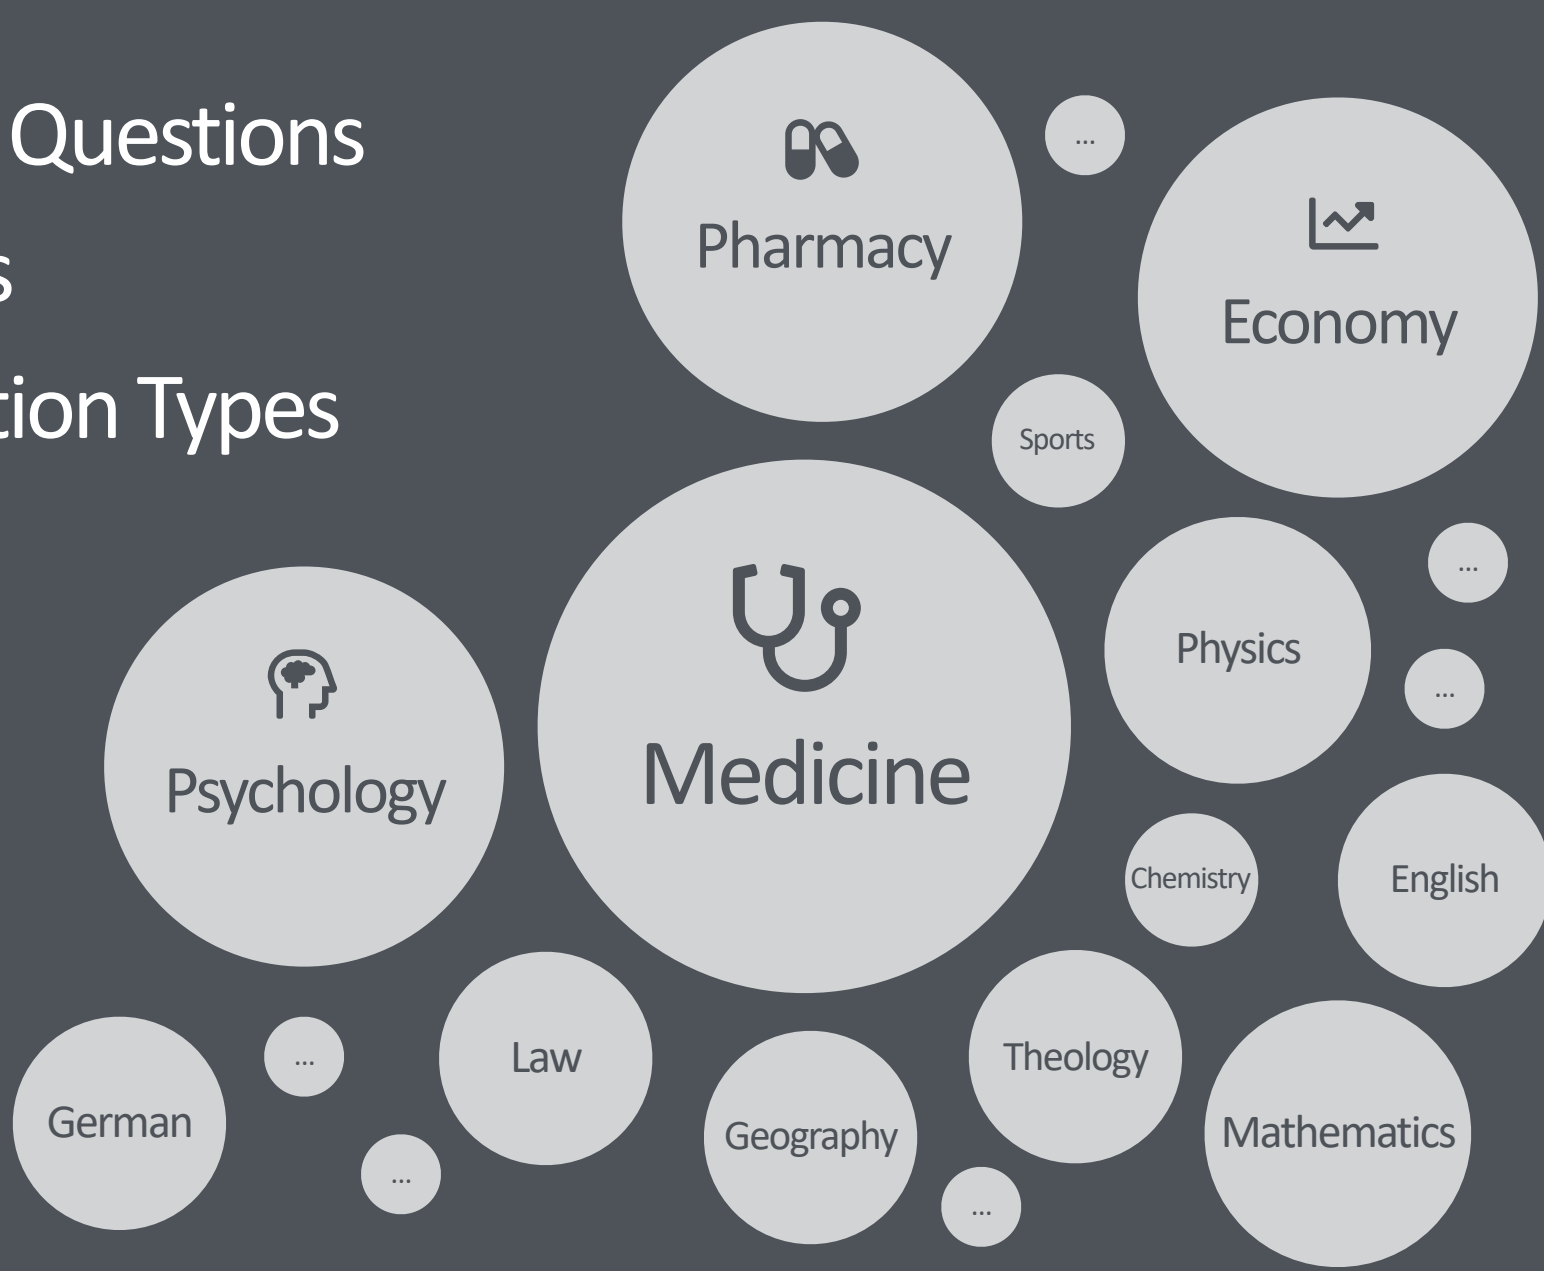 Questions
s
tion Types
Pharmacy
...
Economy
Sports
...
Physics
...
Psychology
Medicine
Chemistry
English
German
...
Law
Theology
Geography
Mathematics
...
...